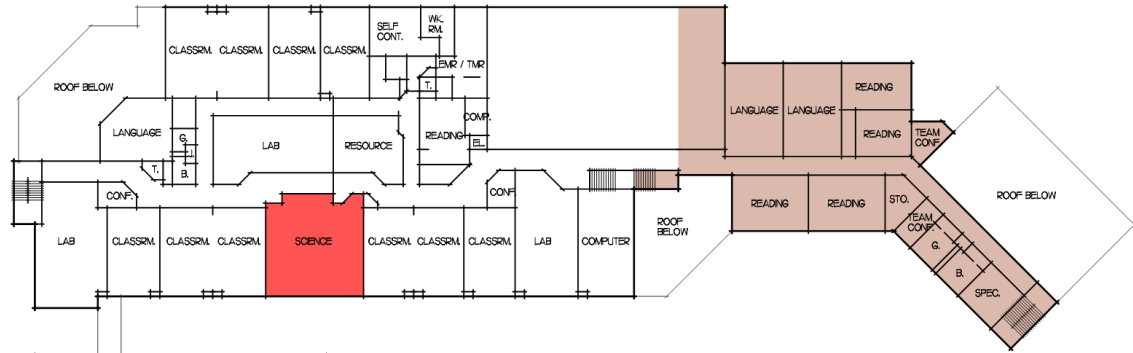 SELF
CONT.
WK.
RM.
CLASSRM.
CLASSRM.
CLASSRM.
CLASSRM.
EMR / TMR
ROOF BELOW
T.
READING
LANGUAGE
LANGUAGE
COMP.
LANGUAGE
G.
J.
LAB
RESOURCE
READING
EL.
READING
TEAM
CONF.
T.
B.
CONF.
CONF.
READING
READING
STO.
ROOF BELOW
ROOF
BELOW
TEAM
CONF.
LAB
CLASSRM.
CLASSRM.
CLASSRM.
SCIENCE
CLASSRM.
CLASSRM.
CLASSRM.
LAB
COMPUTER
G.
B.
SPEC.